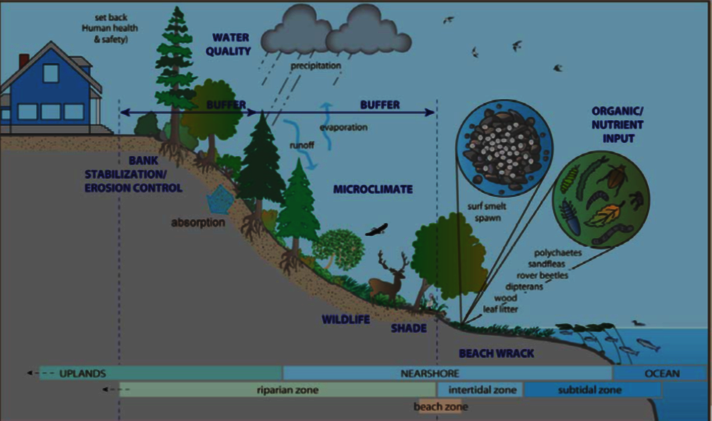 set back
Human health
& safety)
WATER
QUALITY
precipitation
BUFFER
BUFFER
evaporation
runoff
ORGANIC/
NUTRIENT
INPUT
BANK
STABILIZATION/
EROSION CONTROL
MICROCLIMATE
absorption
surf smelt
spawn
polychaetes
sandfleas
rover beetles
dipterans
wood
leaf litter
WILDLIFE
SHADE
BEACH WRACK
UPLANDS
NEARSHORE
OCEAN
riparian zone
intertidal zone
subtidal zone
beach zone